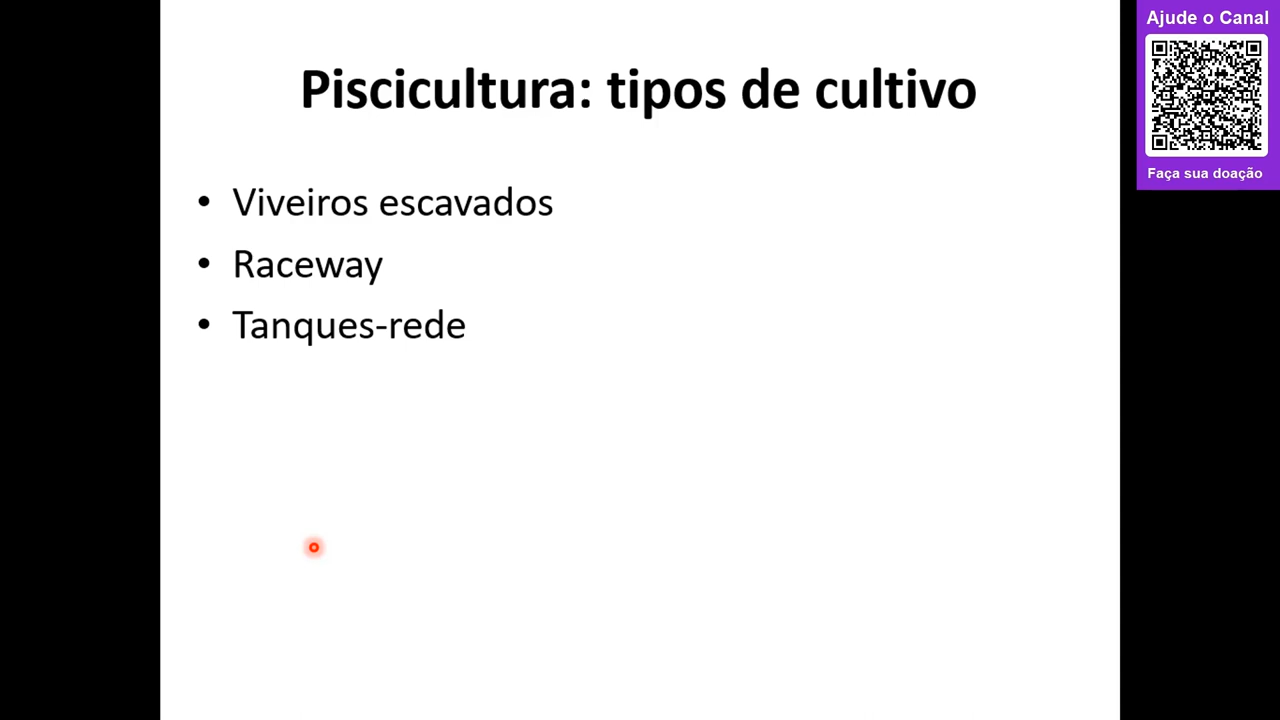 Piscicultura: tipos de cultivo
• Viveiros escavados
• Raceway
• Tanques-rede
Ajude o Canal
Faça sua doação